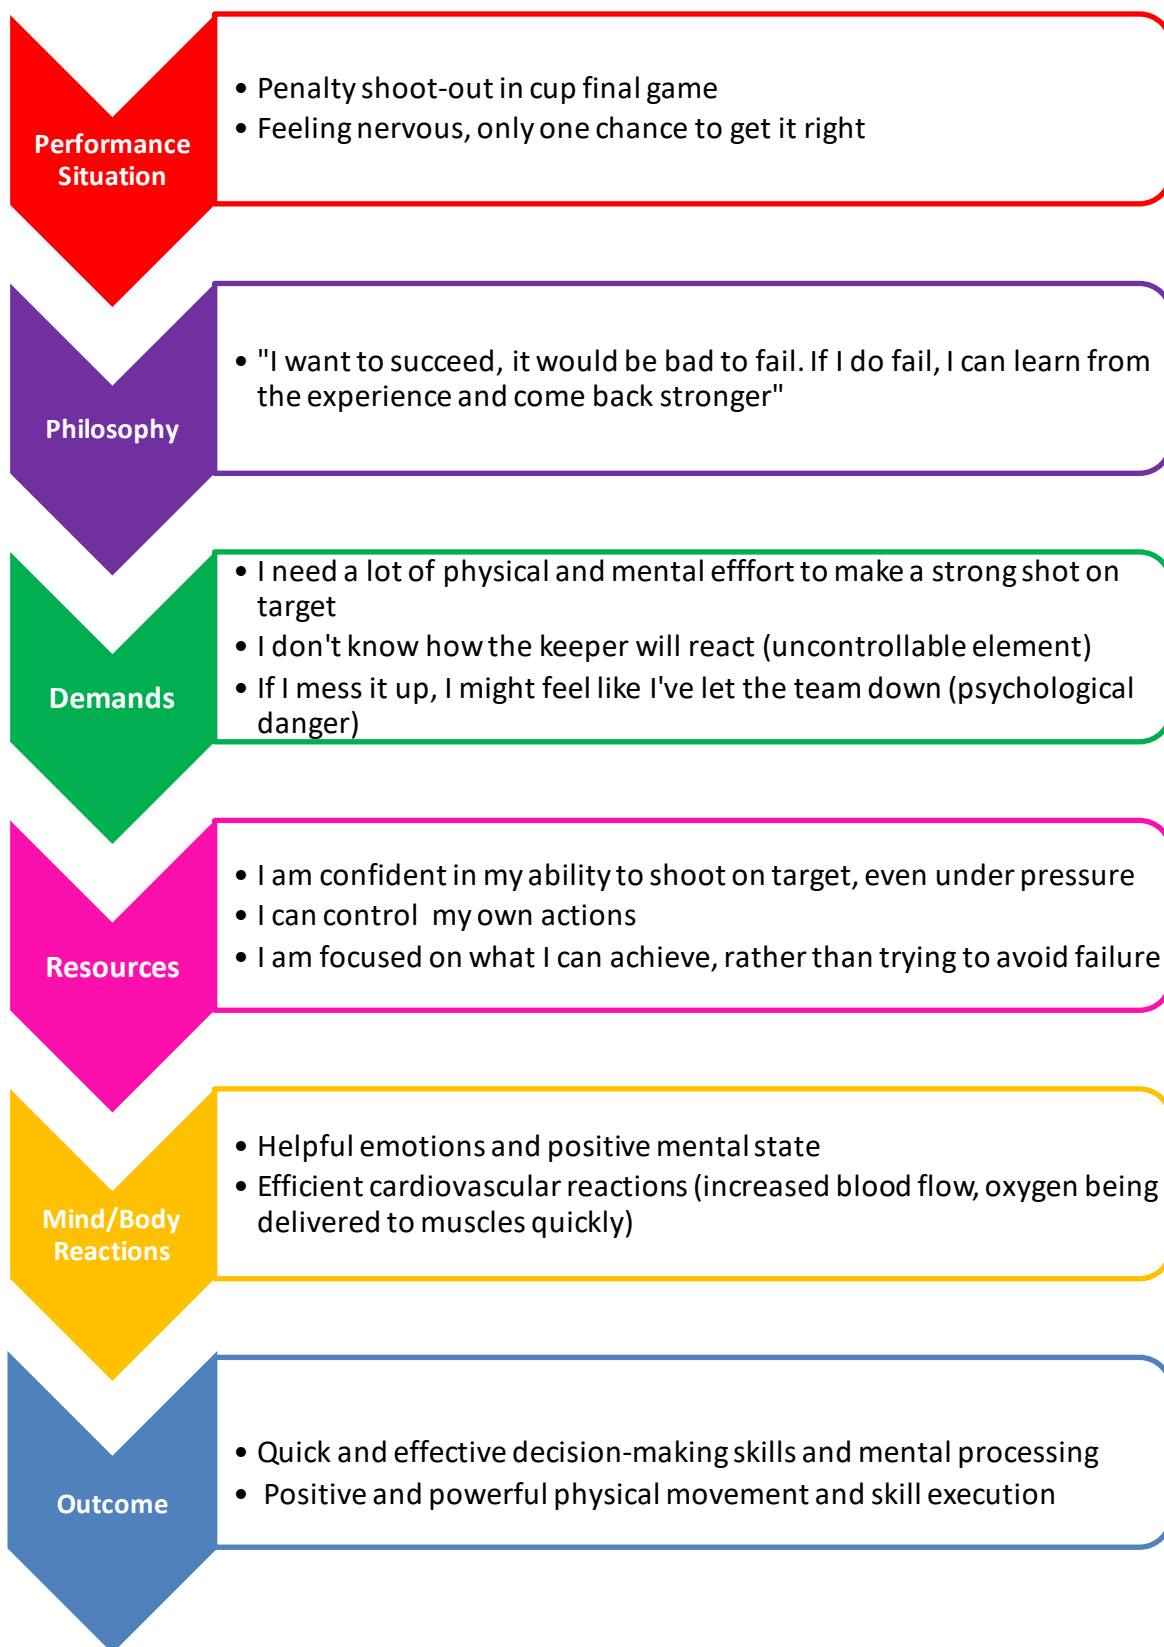 Performance
Situation
• Penalty shoot-out in cup final game
• Feeling nervous, only one chance to get it right
Philosophy
• "I want to succeed, it would be bad to fail. If I do fail, I can learn from
the experience and come back stronger"
Demands
• I need a lot of physical and mental efffort to make a strong shot on
target
• I don't know how the keeper will react (uncontrollable element)
• If I mess it up, I might feel like I've let the team down (psychological
danger)
Resources
• I am confident in my ability to shoot on target, even under pressure
• I can control my own actions
• I am focused on what I can achieve, rather than trying to avoid failure
Mind/Body
Reactions
• Helpful emotions and positive mental state
• Efficient cardiovascular reactions (increased blood flow, oxygen being
delivered to muscles quickly)
Outcome
• Quick and effective decision-making skills and mental processing
• Positive and powerful physical movement and skill execution